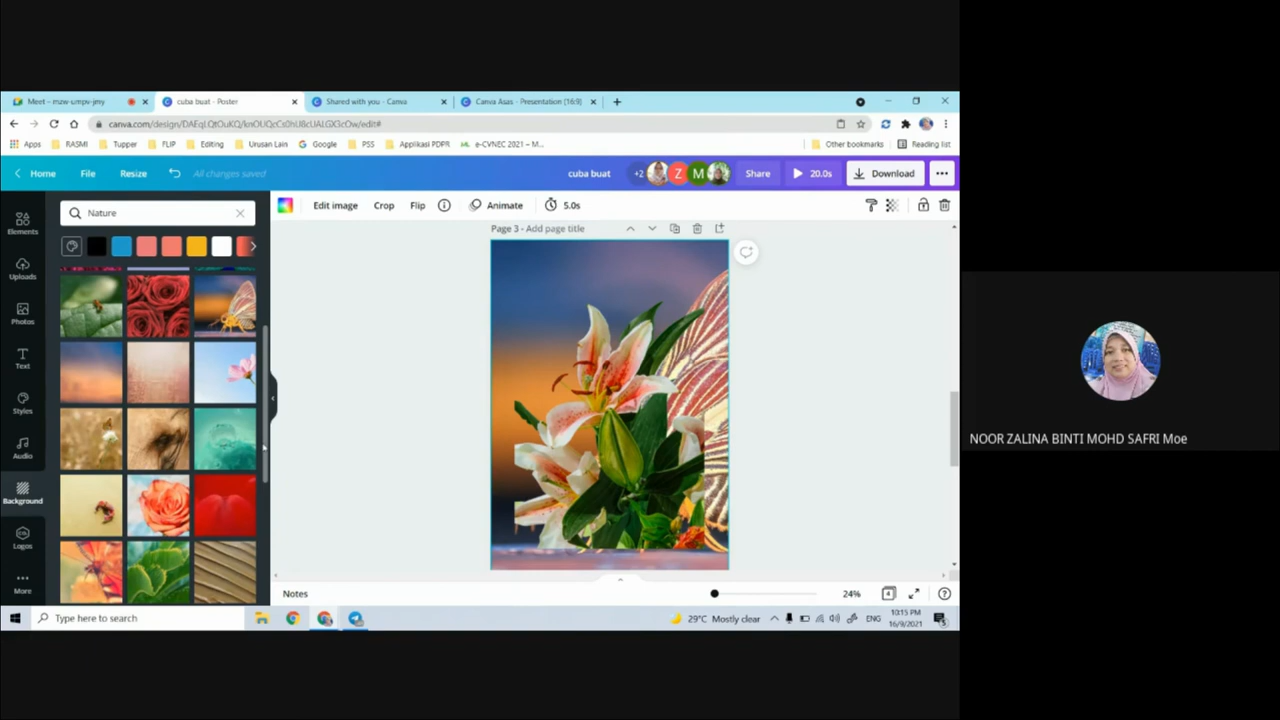 Meet – mzw-umpv-jmy
cuba buat - Poster
Shared with you - Canva
Canva Asas - Presentation (16:9)
Apps
RASMI
Tupper
FLIP
Editing
Urusan Lain
Google
PSS
Applikasi PDPR
e-CVNEC 2021 – M...
Other bookmarks
Reading list
Home
File
Resize
All changes saved
cuba buat
+2
Z
M
Share
20.0s
Download
Nature
Edit image
Crop
Flip
Animate
5.0s
Page 3 - Add page title
Elements
Uploads
Photos
Text
Styles
Audio
Background
Logos
More
NOOR ZALINA BINTI MOHD SAFRI Moe
Notes
24%
4
Type here to search
29°C Mostly clear
ENG
10:15 PM
16/9/2021